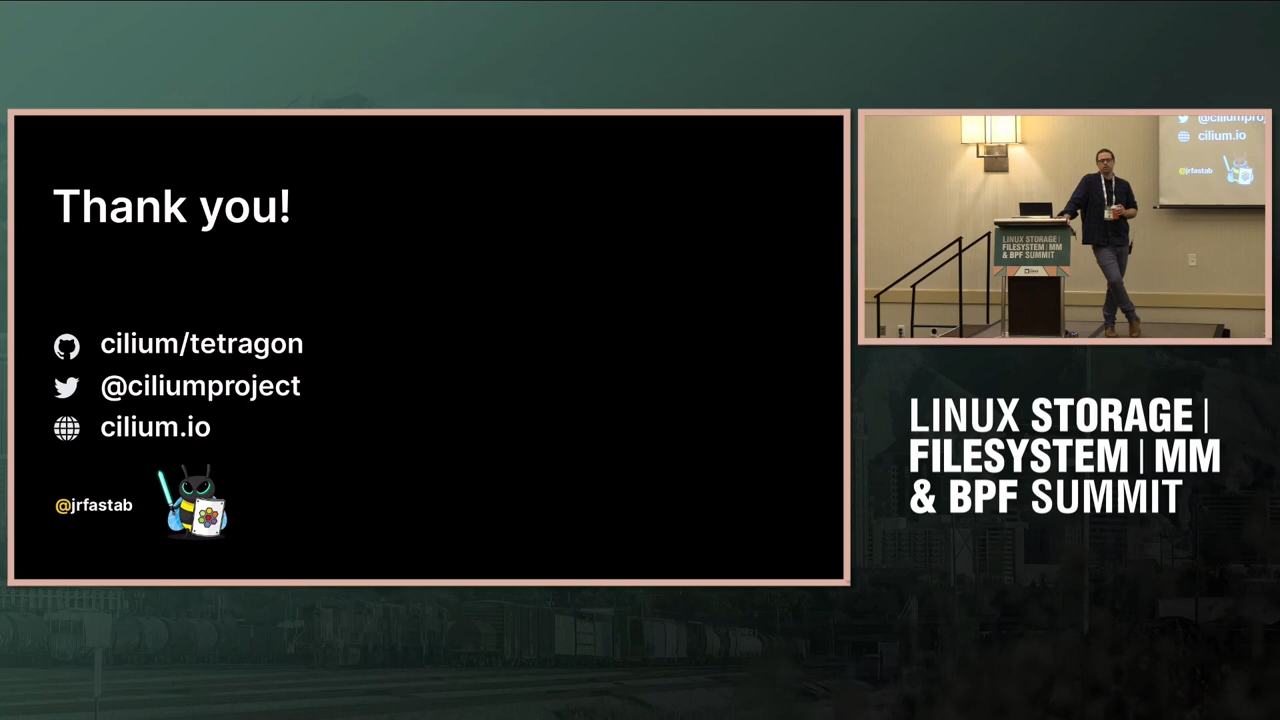 Thank you!
cilium/tetragon
@ciliumproject
cilium.io
@jrfastab
@ciliumproj
cilium.io
@jrfastab
LINUX STORAGE |
FILESYSTEM | MM
& BPF SUMMIT
LINUX STORAGE |
FILESYSTEM | MM
& BPF SUMMIT